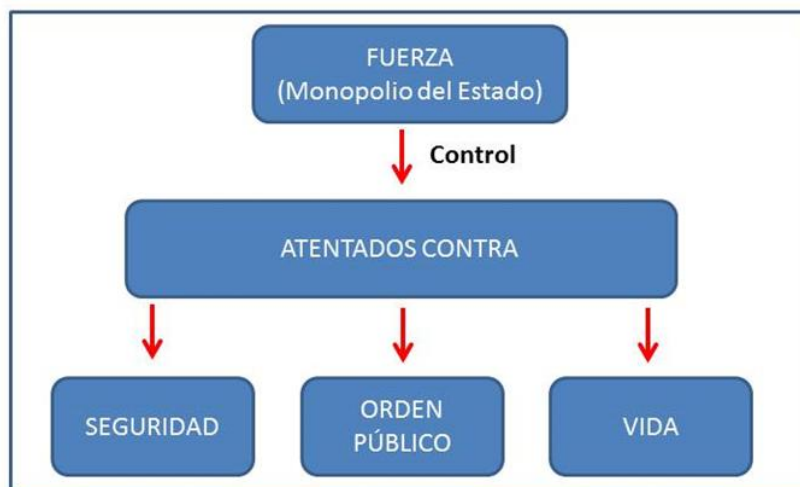 FUERZA
(Monopolio del Estado)
Control
ATENTADOS CONTRA
SEGURIDAD
ORDEN
PÚBLICO
VIDA